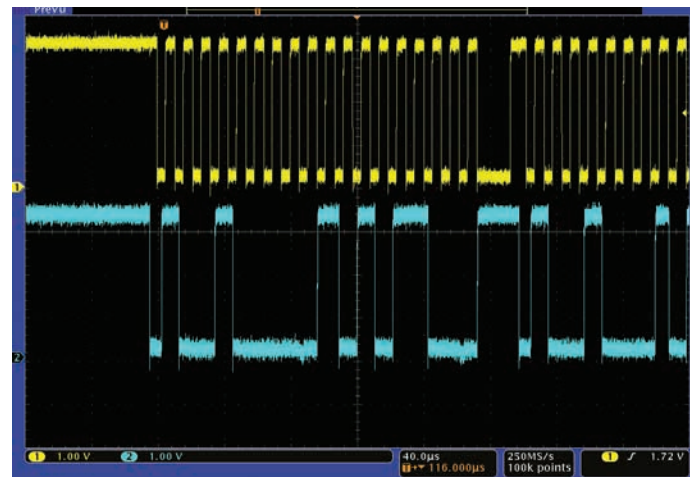 PreVu
T
1
2
1 1.00 V 2 1.00 V
40.0µs
T→▼ 116.000µs
250MS/s
100k points
1 ∫ 1.72 V